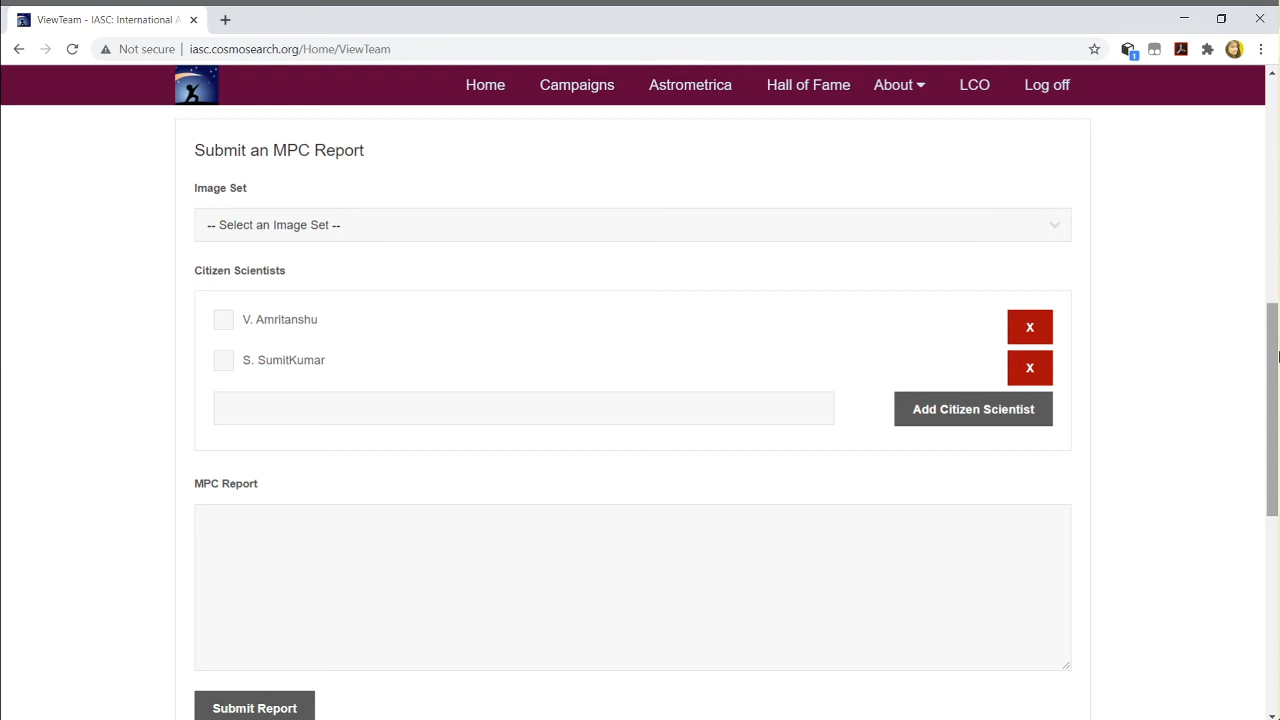 ViewTeam - IASC: International A
Not secure | iasc.cosmosearch.org/Home/ViewTeam
1
Home Campaigns Astrometrica Hall of Fame About LCO Log off
Submit an MPC Report
Image Set
-- Select an Image Set --
Citizen Scientists
V. Amritanshu X
S. SumitKumar X
Add Citizen Scientist
MPC Report
Submit Report